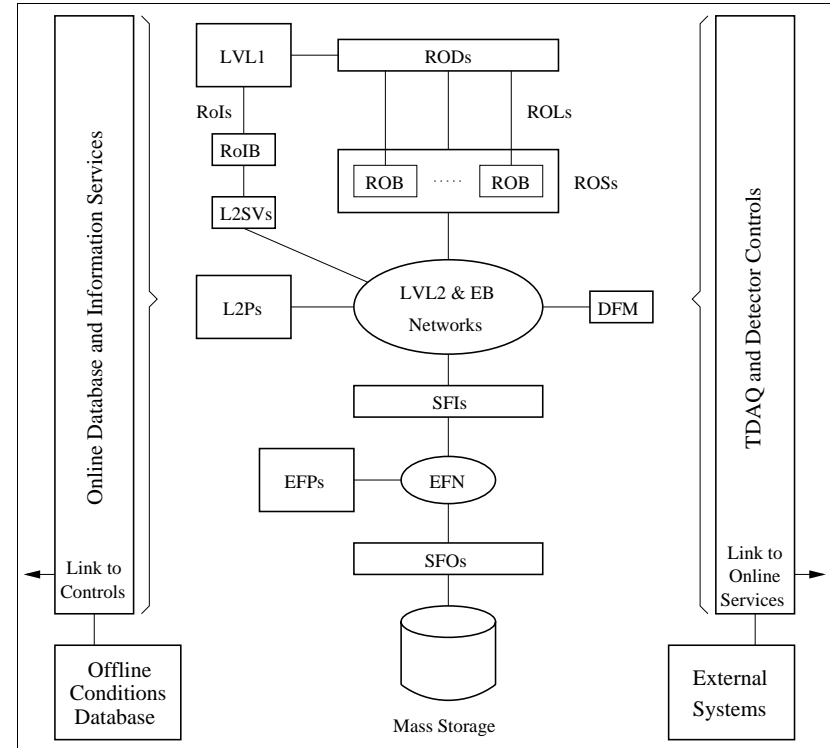 Online Database and Information Services
Link to
Controls
Offline
Conditions
Database
LVL1
RODs
RoIs
ROLs
RoIB
ROB
.....
ROB
ROSs
L2SVs
L2Ps
LVL2 & EB
Networks
DFM
SFIs
EFPs
EFN
SFOs
Mass Storage
TDAQ and Detector Controls
Link to
Online
Services
External
Systems